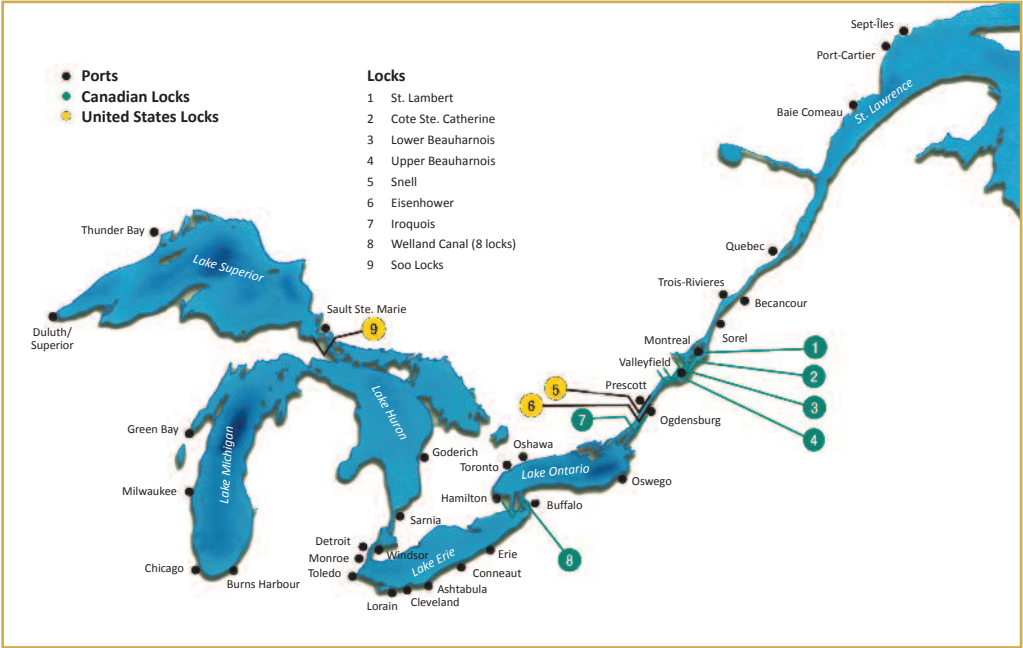 Ports
Canadian Locks
United States Locks
Locks
1 St. Lambert
2 Cote Ste. Catherine
3 Lower Beauharnois
4 Upper Beauharnois
5 Snell
6 Eisenhower
7 Iroquois
8 Welland Canal (8 locks)
9 Soo Locks
Sept-Îles
Port-Cartier
Baie Comeau
St. Lawrence
Thunder Bay
Lake Superior
Quebec
Trois-Rivieres
Becancour
Sault Ste. Marie
9
Duluth/
Superior
Sorel
Montreal
1
Valleyfield
2
Prescott
5
6
3
7
Ogdensburg
4
Lake Huron
Green Bay
Lake Michigan
Goderich
Oshawa
Toronto
Lake Ontario
Oswego
Milwaukee
Hamilton
Buffalo
Sarnia
Detroit
Windsor
Monroe
Lake Erie
Erie
8
Chicago
Toledo
Conneaut
Burns Harbour
Ashtabula
Cleveland
Lorain